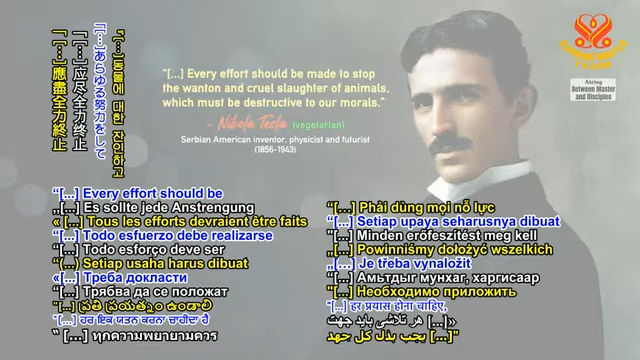 SUPREME MASTER
TV.COM
Airing
Between Master
and Disciples
「 […]應盡全力終止
「 […]应尽全力终止
「[…]あらゆる努力をして
"[…]동물에 대한 잔인하고
"[...] Every effort should be made to stop
the wanton and cruel slaughter of animals,
which must be destructive to our morals.”
- Nikola Tesla (vegetarian)
Serbian American inventor, physicist and futurist
(1856-1943)
“[...] Every effort should be
„[...] Es sollte jede Anstrengung
« [...] Tous les efforts devraient être faits
“[...] Todo esfuerzo debe realizarse
“[...] Todo esforço deve ser
“(...) Setiap usaha harus dibuat
«[...] Треба докласти
“[...] Трябва да се положат
"[...] ప్రతి ప్రయత్నం ఉండాలి
"[...] ਹਰ ਇਕ ਯਤਨ ਕਰਨਾ ਚਾਹੀਦਾ ਹੈ
“ [...] ทุกความพยายามควร
“[...] Phải dùng mọi nỗ lực
“[...] Setiap upaya seharusnya dibuat
"[...] Minden erőfeszítést meg kell
„[...] Powinniśmy dołożyć wszelkich
„[...] Je třeba vynaložit
“[...] Амьтдыг мунхаг, харгисаар
"[...] Необходимо приложить
"[...] हर प्रयास होना चाहिए,
«[...] هر تلاشی باید جهت
"[...] يجب بذل كل جهد